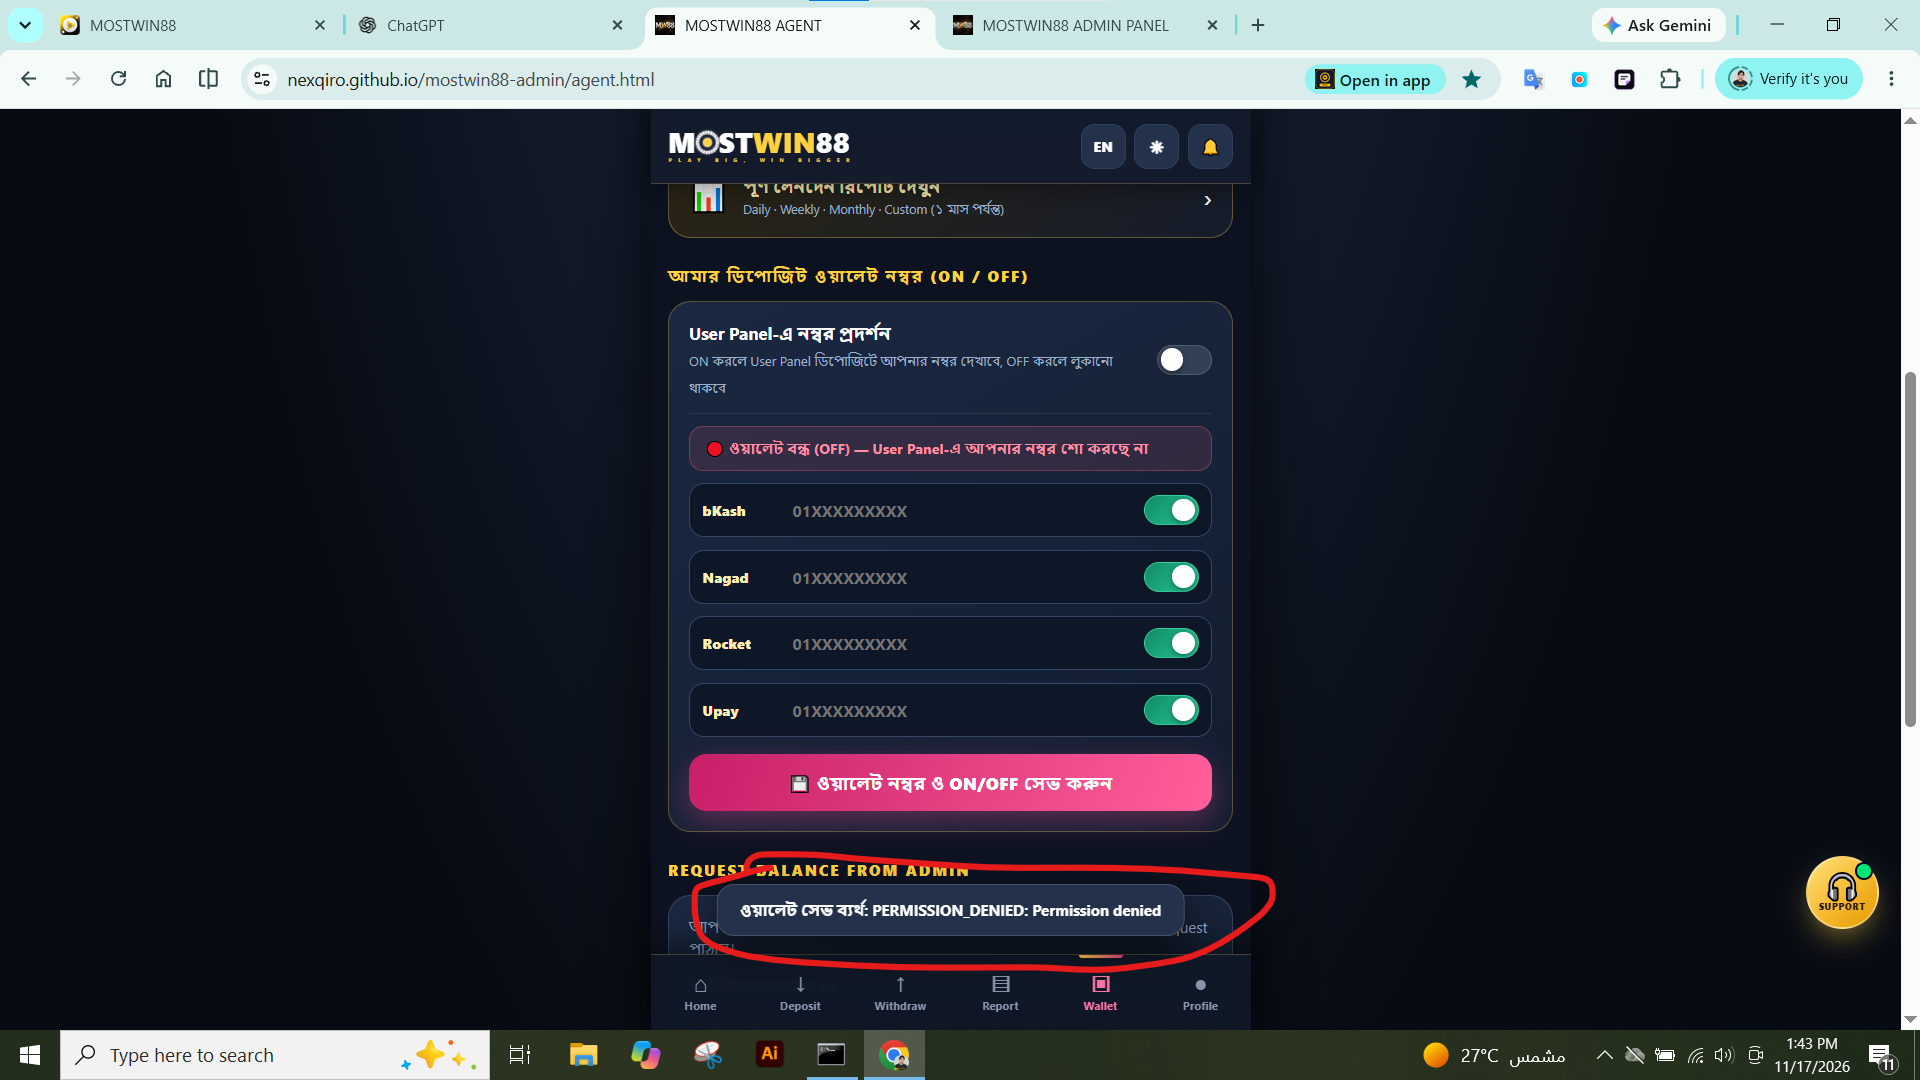 MOSTWIN88
ChatGPT
MOSTWIN88 AGENT
MOSTWIN88 ADMIN PANEL
Ask Gemini
nexqiro.github.io/mostwin88-admin/agent.html
Open in app
Verify it's you
MOSTWIN88
PLAY BIG, WIN BIGGER
EN
পূর্ণ লেনদেন রিপোর্ট দেখুন
Daily · Weekly · Monthly · Custom (১ মাস পর্যন্ত)
আমার ডিপোজিট ওয়ালেট নম্বর (ON / OFF)
User Panel-এ নম্বর প্রদর্শন
ON করলে User Panel ডিপোজিটে আপনার নম্বর দেখাবে, OFF করলে লুকানো
থাকবে
ওয়ালেট বন্ধ (OFF) — User Panel-এ আপনার নম্বর শো করছে না
bKash 01XXXXXXXXX
Nagad 01XXXXXXXXX
Rocket 01XXXXXXXXX
Upay 01XXXXXXXXX
ওয়ালেট নম্বর ও ON/OFF সেভ করুন
REQUEST BALANCE FROM ADMIN
ওয়ালেট সেভ ব্যর্থ: PERMISSION_DENIED: Permission denied
SUPPORT
Home
Deposit
Withdraw
Report
Wallet
Profile
Type here to search
Ai
27°C مشمس
1:43 PM
11/17/2026
11